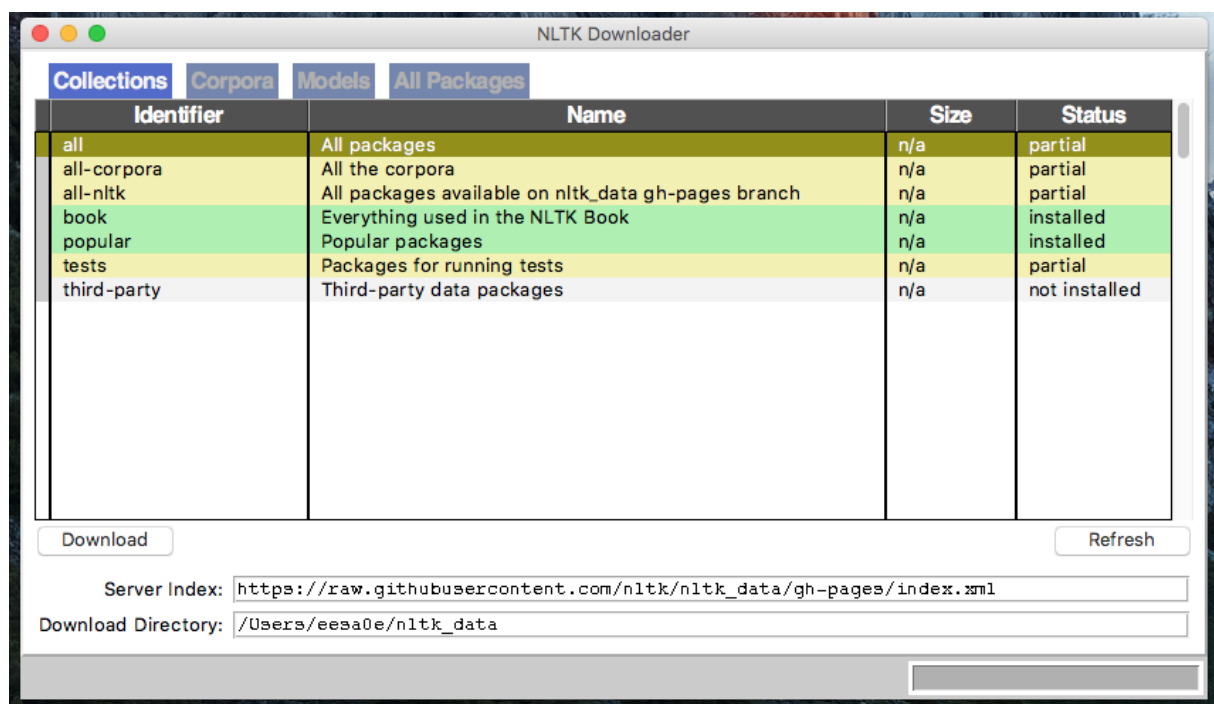 NLTK Downloader
Collections Corpora Models All Packages
Identifier Name Size Status
all All packages n/a partial
all-corpora All the corpora n/a partial
all-nltk All packages available on nltk_data gh-pages branch n/a partial
book Everything used in the NLTK Book n/a installed
popular Popular packages n/a installed
tests Packages for running tests n/a partial
third-party Third-party data packages n/a not installed
Download Refresh
Server Index: https://raw.githubusercontent.com/nltk/nltk_data/gh-pages/index.xml
Download Directory: /Users/eesa0e/nltk_data